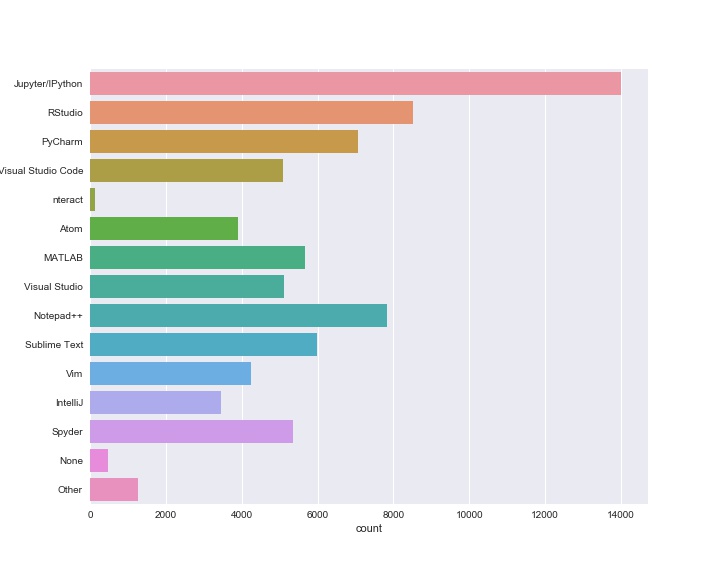 Jupyter/IPython
RStudio
PyCharm
Visual Studio Code
nteract
Atom
MATLAB
Visual Studio
Notepad++
Sublime Text
Vim
IntelliJ
Spyder
None
Other
0 2000 4000 6000 8000 10000 12000 14000
count